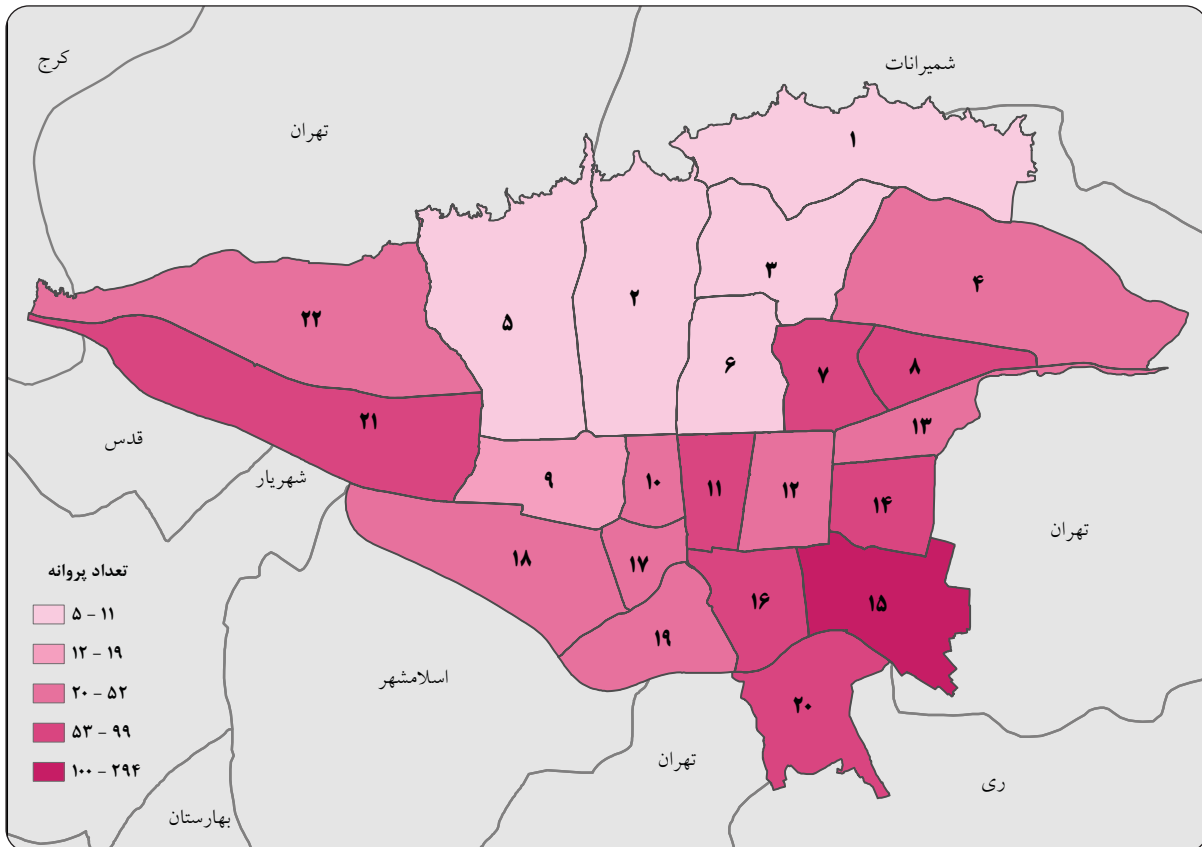 کرج
شمیرانات
تهران
۱
۳
۴
۲
۵
۲۲
۶
۷
۸
۲۱
۱۳
قدس
شهریار
۹
۱۰
۱۱
۱۲
۱۴
تهران
۱۸
۱۷
۱۶
۱۵
۱۹
اسلامشهر
۲۰
تهران
ری
بهارستان
تعداد پروانه
۵ - ۱۱
۱۲ - ۱۹
۲۰ - ۵۲
۵۳ - ۹۹
۱۰۰ - ۲۹۴